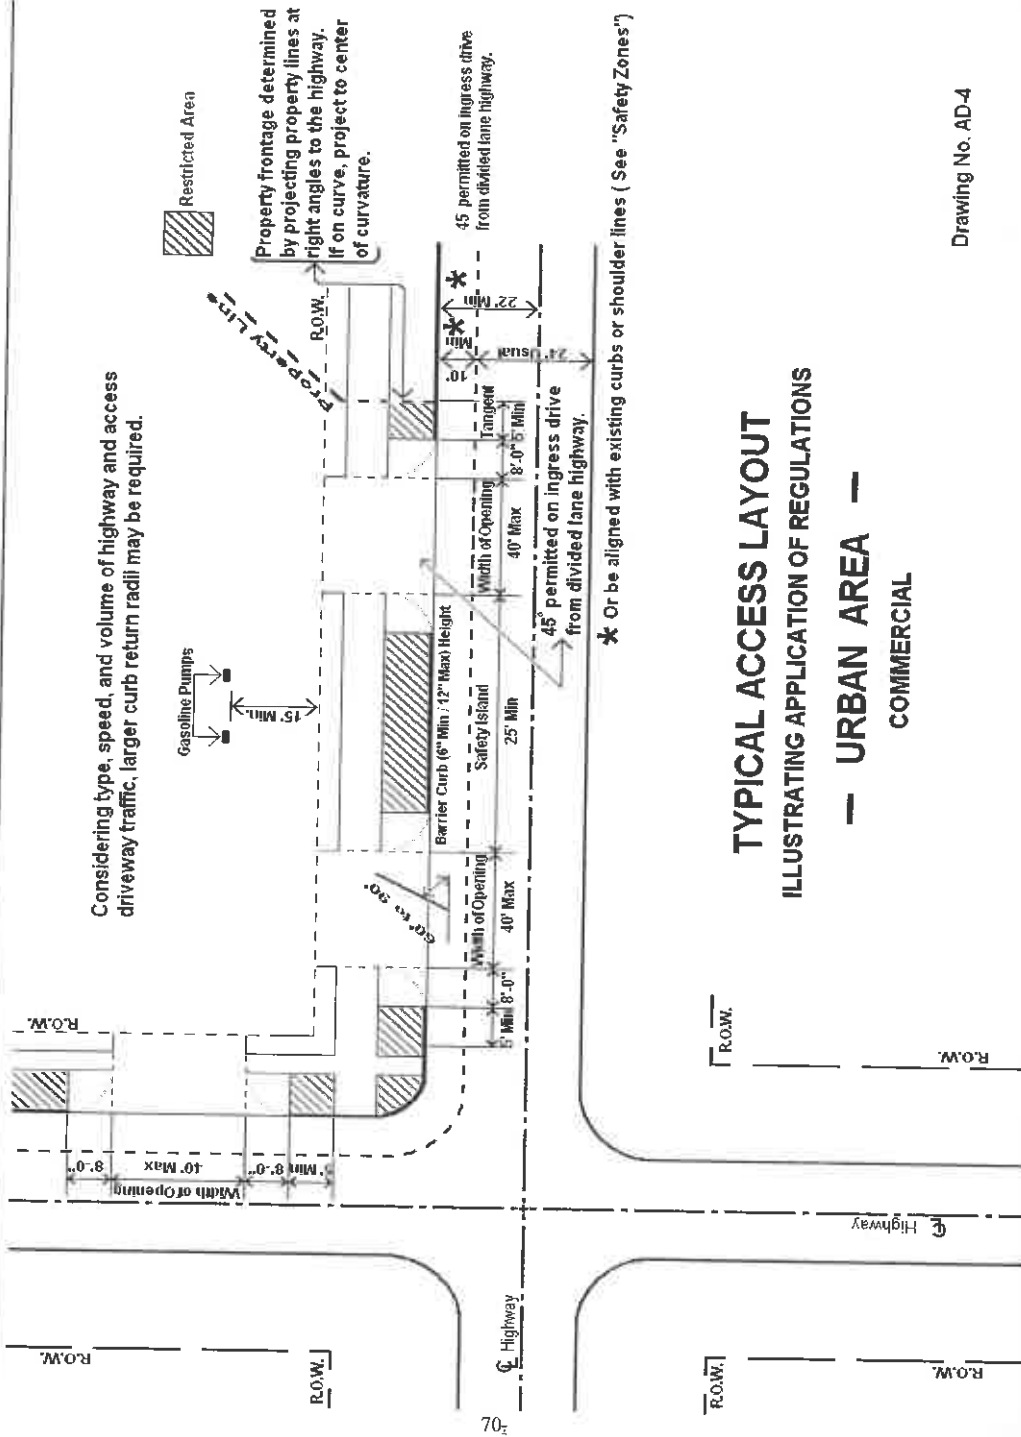 Considering type, speed, and volume of highway and access
driveway traffic, larger curb return radii may be required.
Restricted Area
Property frontage determined
by projecting property lines at
right angles to the highway.
If on curve, project to center
of curvature.
Gasoline Pumps
15' Min.
Property Line
R.O.W.
R.O.W.
45 permitted on ingress drive
from divided lane highway.
Barrier Curb (6" Min / 12" Max) Height
60° to 90°
5' Min
8'-0"
Width of Opening
40' Max
Safety Island
25' Min
Width of Opening
40' Max
8'-0"
Tangent
5' Min
10'
Min
*
22' Min
*
24' Usual
8'-0"
40' Max
Width of Opening
8'-0"
5' Min
45° permitted on ingress drive
from divided lane highway.
* Or be aligned with existing curbs or shoulder lines ( See "Safety Zones")
R.O.W.
R.O.W.
℄ Highway
R.O.W.
R.O.W.
R.O.W.
R.O.W.
℄
Highway
TYPICAL ACCESS LAYOUT
ILLUSTRATING APPLICATION OF REGULATIONS
— URBAN AREA —
COMMERCIAL
Drawing No. AD-4
70-